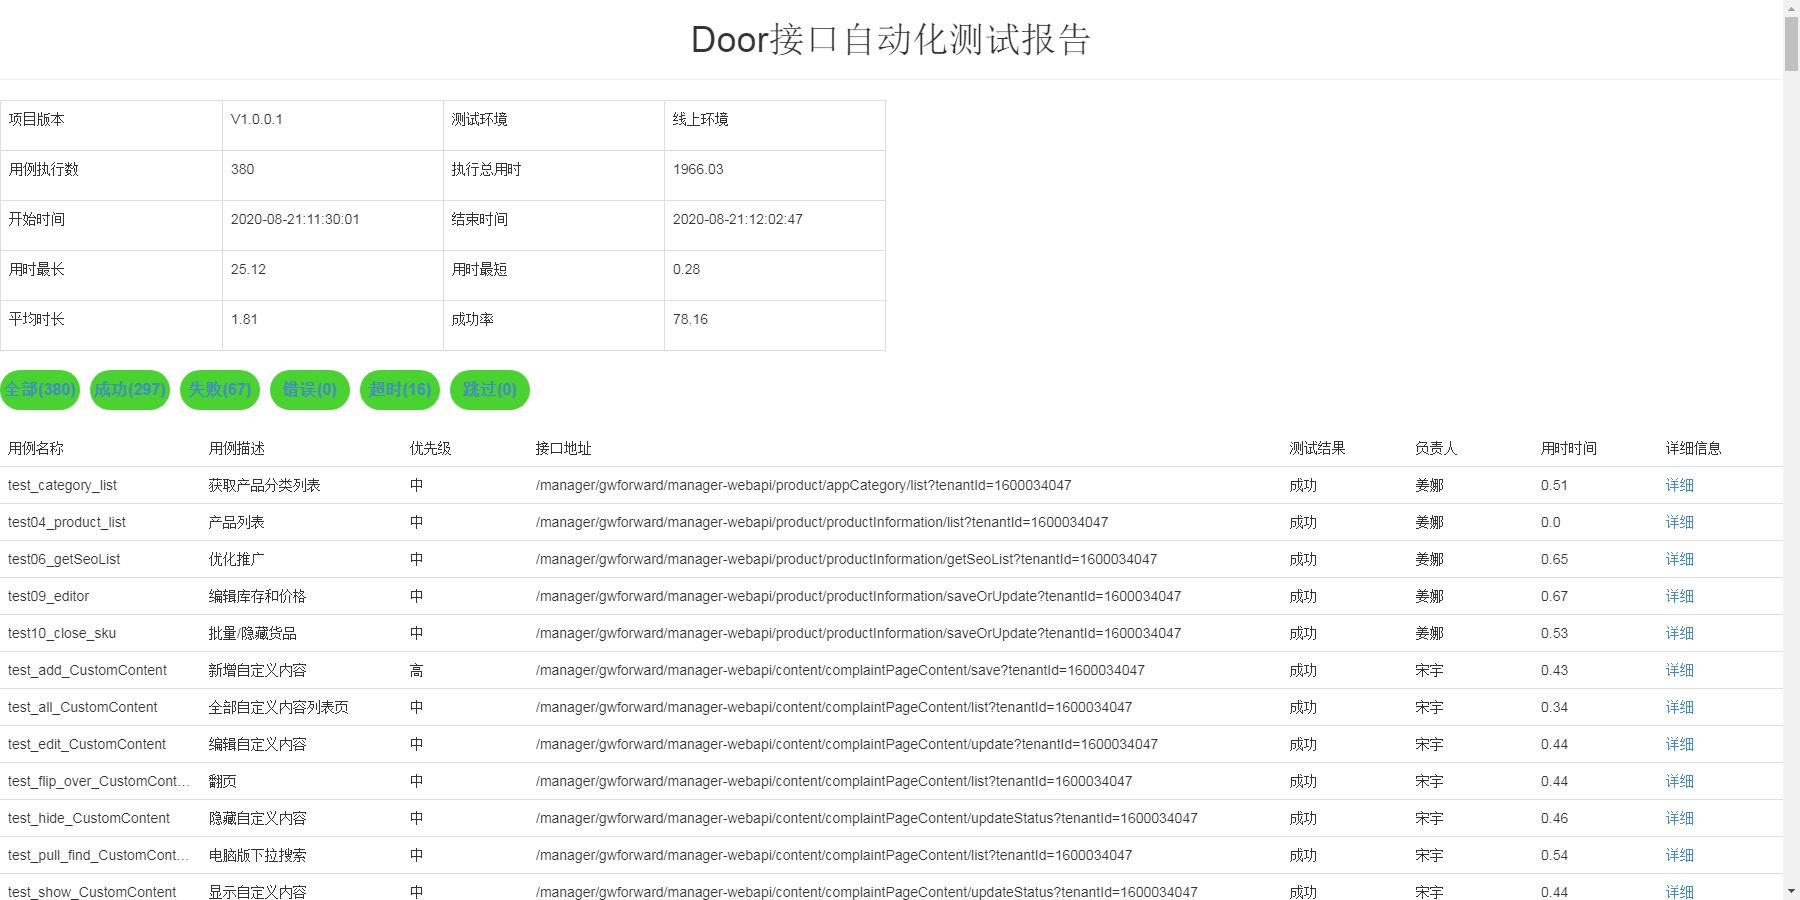 Door接口自动化测试报告
项目版本 V1.0.0.1 测试环境 线上环境
用例执行数 380 执行总用时 1966.03
开始时间 2020-08-21:11:30:01 结束时间 2020-08-21:12:02:47
用时最长 25.12 用时最短 0.28
平均时长 1.81 成功率 78.16
全部(380) 成功(297) 失败(67) 错误(0) 超时(16) 跳过(0)
用例名称 用例描述 优先级 接口地址 测试结果 负责人 用时时间 详细信息
test_category_list 获取产品分类列表 中 /manager/gwforward/manager-webapi/product/appCategory/list?tenantId=1600034047 成功 姜娜 0.51 详细
test04_product_list 产品列表 中 /manager/gwforward/manager-webapi/product/productInformation/list?tenantId=1600034047 成功 姜娜 0.0 详细
test06_getSeoList 优化推广 中 /manager/gwforward/manager-webapi/product/productInformation/getSeoList?tenantId=1600034047 成功 姜娜 0.65 详细
test09_editor 编辑库存和价格 中 /manager/gwforward/manager-webapi/product/productInformation/saveOrUpdate?tenantId=1600034047 成功 姜娜 0.67 详细
test10_close_sku 批量/隐藏货品 中 /manager/gwforward/manager-webapi/product/productInformation/saveOrUpdate?tenantId=1600034047 成功 姜娜 0.53 详细
test_add_CustomContent 新增自定义内容 高 /manager/gwforward/manager-webapi/content/complaintPageContent/save?tenantId=1600034047 成功 宋宇 0.43 详细
test_all_CustomContent 全部自定义内容列表页 中 /manager/gwforward/manager-webapi/content/complaintPageContent/list?tenantId=1600034047 成功 宋宇 0.34 详细
test_edit_CustomContent 编辑自定义内容 中 /manager/gwforward/manager-webapi/content/complaintPageContent/update?tenantId=1600034047 成功 宋宇 0.44 详细
test_flip_over_CustomCont... 翻页 中 /manager/gwforward/manager-webapi/content/complaintPageContent/list?tenantId=1600034047 成功 宋宇 0.44 详细
test_hide_CustomContent 隐藏自定义内容 中 /manager/gwforward/manager-webapi/content/complaintPageContent/updateStatus?tenantId=1600034047 成功 宋宇 0.46 详细
test_pull_find_CustomCont... 电脑版下拉搜索 中 /manager/gwforward/manager-webapi/content/complaintPageContent/list?tenantId=1600034047 成功 宋宇 0.54 详细
test_show_CustomContent 显示自定义内容 中 /manager/gwforward/manager-webapi/content/complaintPageContent/updateStatus?tenantId=1600034047 成功 宋宇 0.44 详细